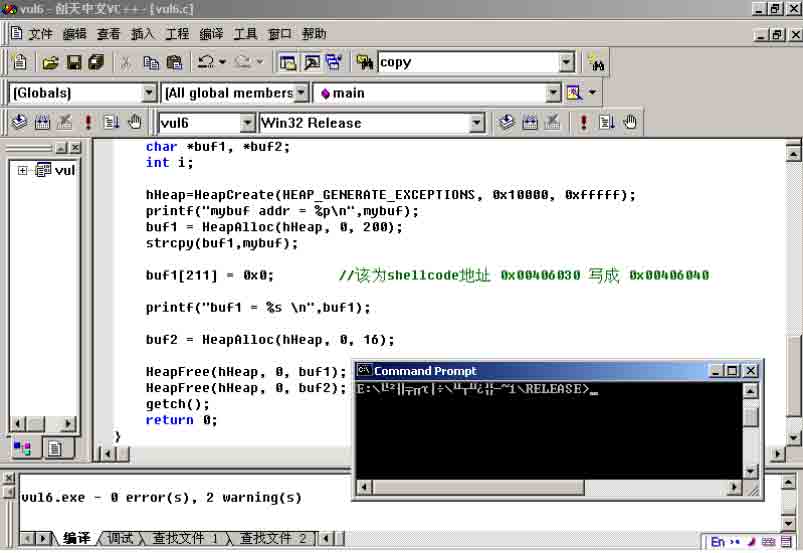 vul6 - 创天中文VC++ - [vul6.c]
文件 编辑 查看 插入 工程 编译 工具 窗口 帮助
copy
(Globals) (All global members main
vul6 Win32 Release
vul
char *buf1, *buf2;
int i;
hHeap=HeapCreate(HEAP_GENERATE_EXCEPTIONS, 0x10000, 0xfffff);
printf("mybuf addr = %p\n",mybuf);
buf1 = HeapAlloc(hHeap, 0, 200);
strcpy(buf1,mybuf);
buf1[211] = 0x0; //该为shellcode地址 0x00406030 写成 0x00406040
printf("buf1 = %s \n",buf1);
buf2 = HeapAlloc(hHeap, 0, 16);
HeapFree(hHeap, 0, buf1);
HeapFree(hHeap, 0, buf2);
getch();
return 0;
}
Command Prompt
~1\RELEASE>_
vul6.exe - 0 error(s), 2 warning(s)
编译 调试 查找文件 1 查找文件 2
En